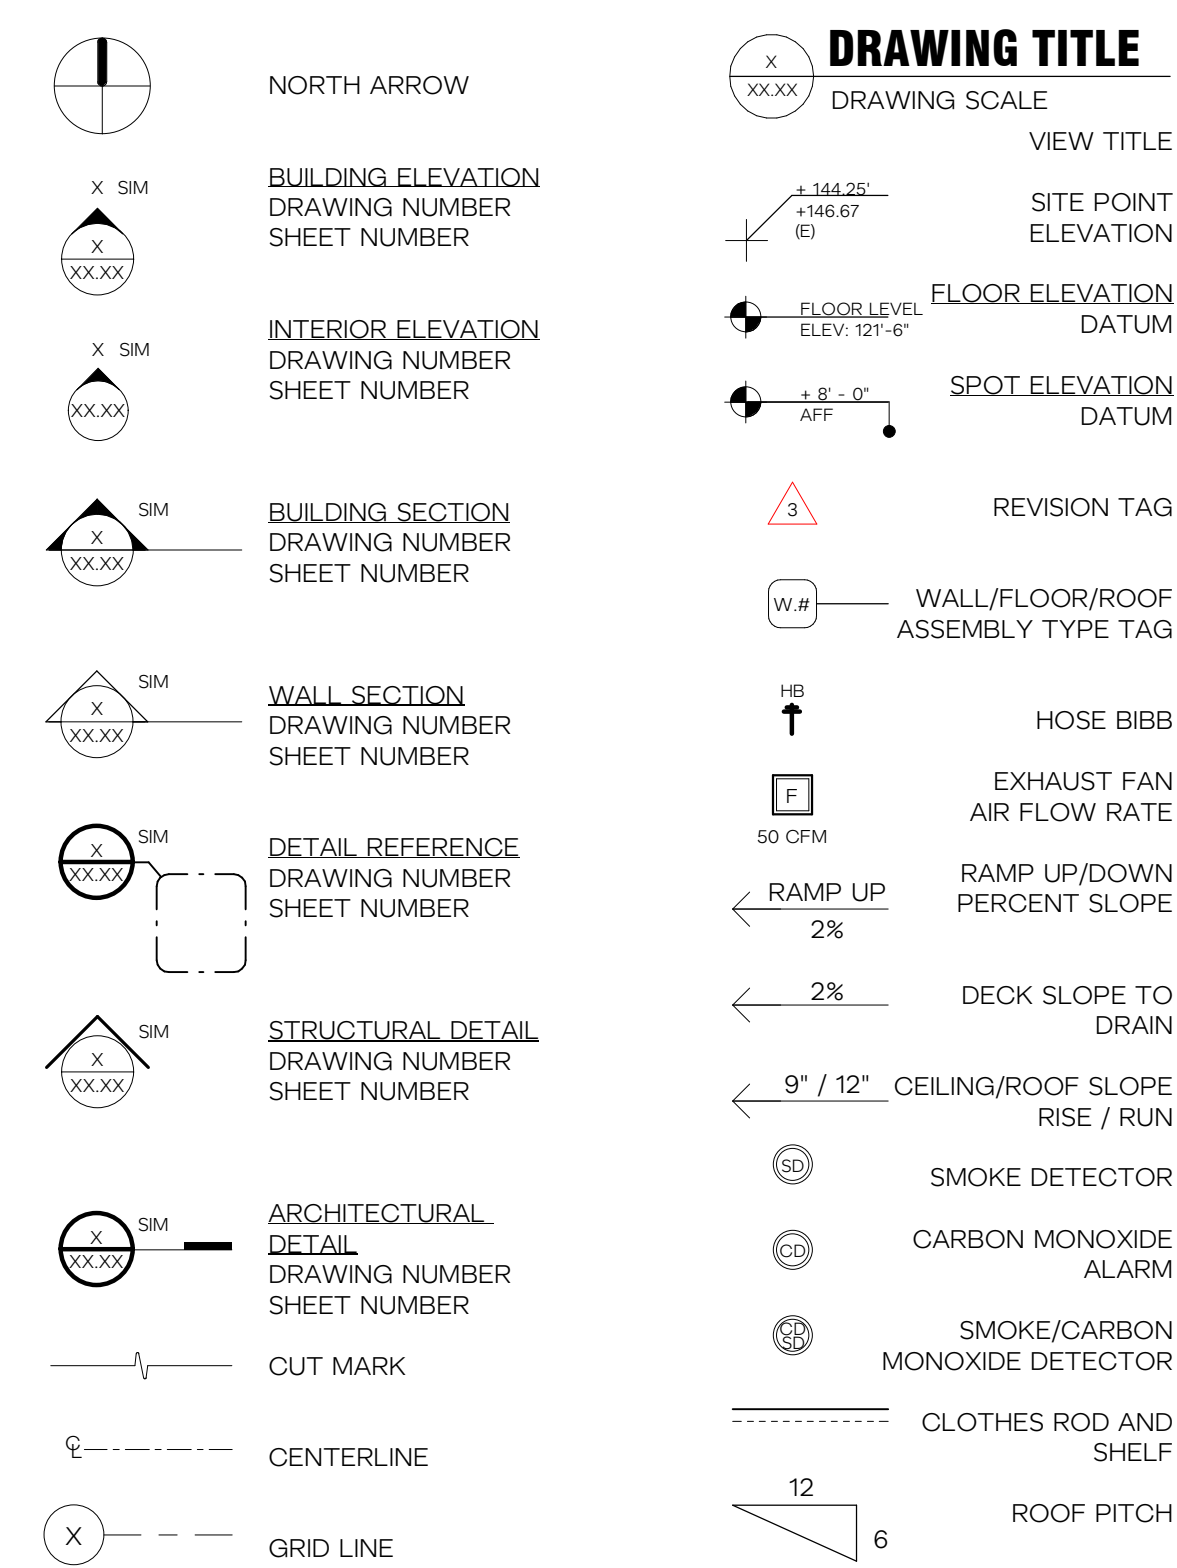 NORTH ARROW
X SIM
X
XX.XX
BUILDING ELEVATION
DRAWING NUMBER
SHEET NUMBER
X SIM
XX.XX
INTERIOR ELEVATION
DRAWING NUMBER
SHEET NUMBER
SIM
X
XX.XX
BUILDING SECTION
DRAWING NUMBER
SHEET NUMBER
SIM
X
XX.XX
WALL SECTION
DRAWING NUMBER
SHEET NUMBER
SIM
X
XX.XX
DETAIL REFERENCE
DRAWING NUMBER
SHEET NUMBER
SIM
X
XX.XX
STRUCTURAL DETAIL
DRAWING NUMBER
SHEET NUMBER
SIM
X
XX.XX
ARCHITECTURAL
DETAIL
DRAWING NUMBER
SHEET NUMBER
CUT MARK
℄
CENTERLINE
X
GRID LINE
X
XX.XX
DRAWING TITLE
DRAWING SCALE
VIEW TITLE
+ 144.25'
+146.67
(E)
SITE POINT
ELEVATION
FLOOR LEVEL
ELEV: 121'-6"
FLOOR ELEVATION
DATUM
+ 8' - 0"
AFF
SPOT ELEVATION
DATUM
3
REVISION TAG
W.#
WALL/FLOOR/ROOF
ASSEMBLY TYPE TAG
HB
HOSE BIBB
F
50 CFM
EXHAUST FAN
AIR FLOW RATE
RAMP UP
2%
RAMP UP/DOWN
PERCENT SLOPE
2%
DECK SLOPE TO
DRAIN
9" / 12"
CEILING/ROOF SLOPE
RISE / RUN
SD
SMOKE DETECTOR
CD
CARBON MONOXIDE
ALARM
CD
SD
SMOKE/CARBON
MONOXIDE DETECTOR
CLOTHES ROD AND
SHELF
12
6
ROOF PITCH